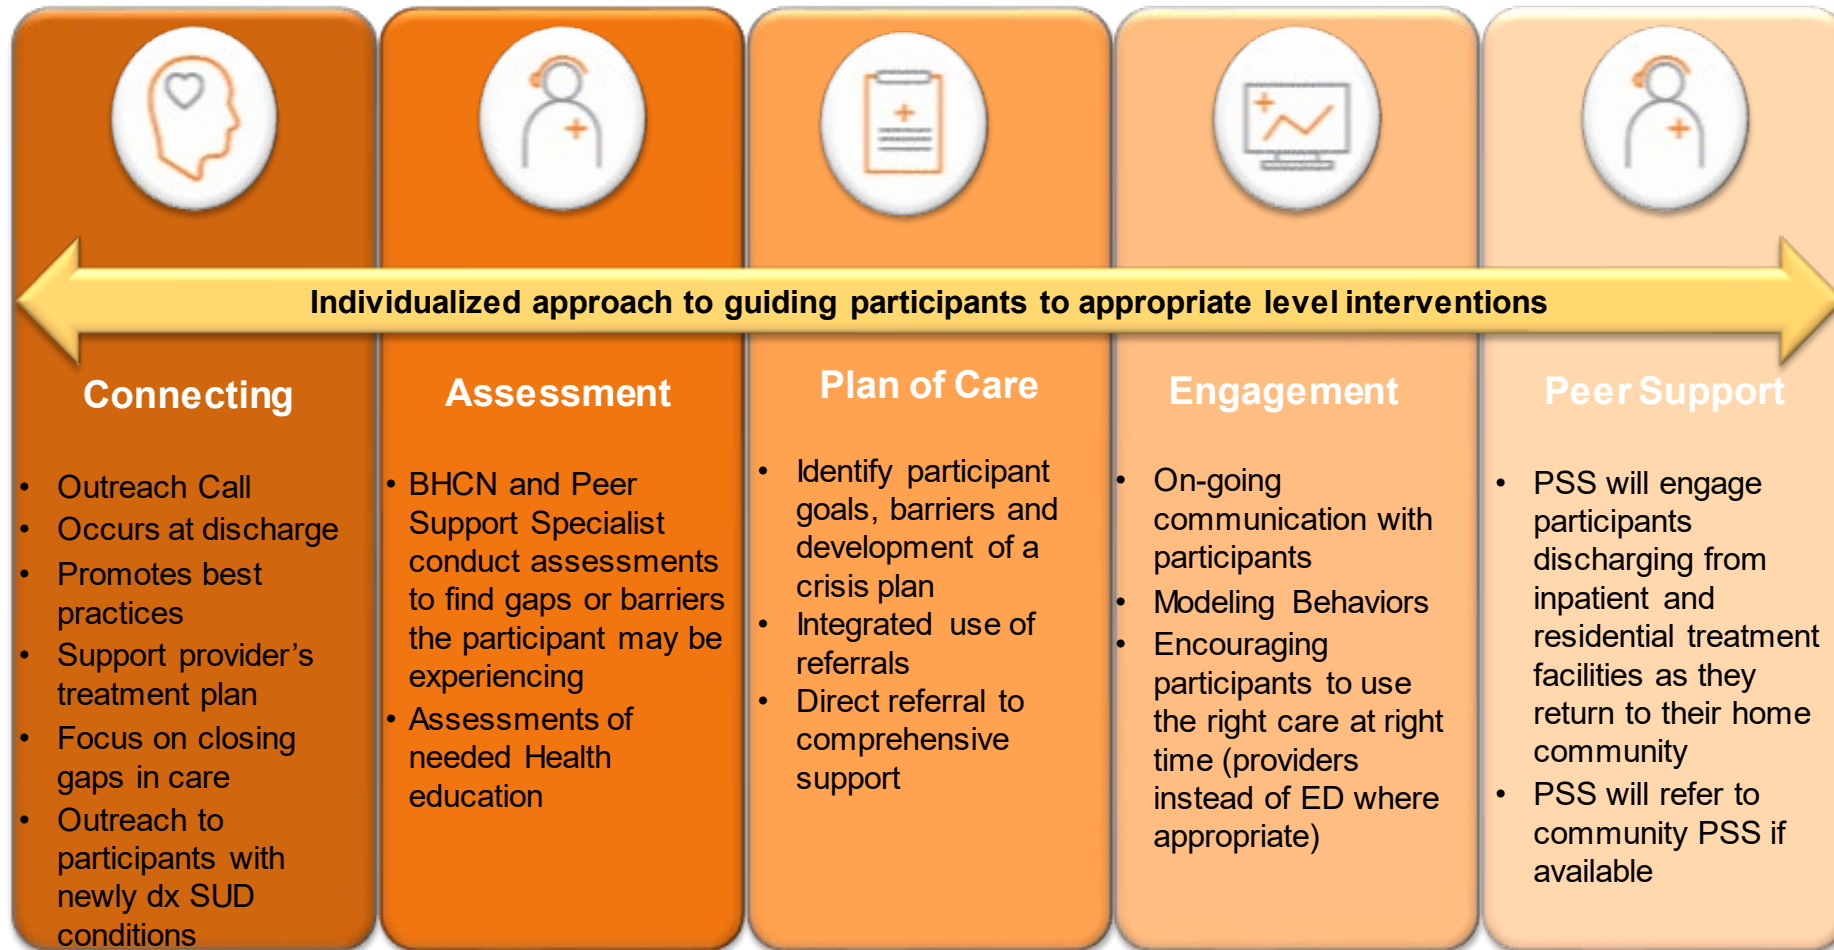 Individualized approach to guiding participants to appropriate level interventions
Connecting
• Outreach Call
• Occurs at discharge
• Promotes best
practices
• Support provider’s
treatment plan
• Focus on closing
gaps in care
• Outreach to
participants with
newly dx SUD
conditions
Assessment
• BHCN and Peer
Support Specialist
conduct assessments
to find gaps or barriers
the participant may be
experiencing
• Assessments of
needed Health
education
Plan of Care
• Identify participant
goals, barriers and
development of a
crisis plan
• Integrated use of
referrals
• Direct referral to
comprehensive
support
Engagement
• On-going
communication with
participants
• Modeling Behaviors
• Encouraging
participants to use
the right care at right
time (providers
instead of ED where
appropriate)
Peer Support
• PSS will engage
participants
discharging from
inpatient and
residential treatment
facilities as they
return to their home
community
• PSS will refer to
community PSS if
available